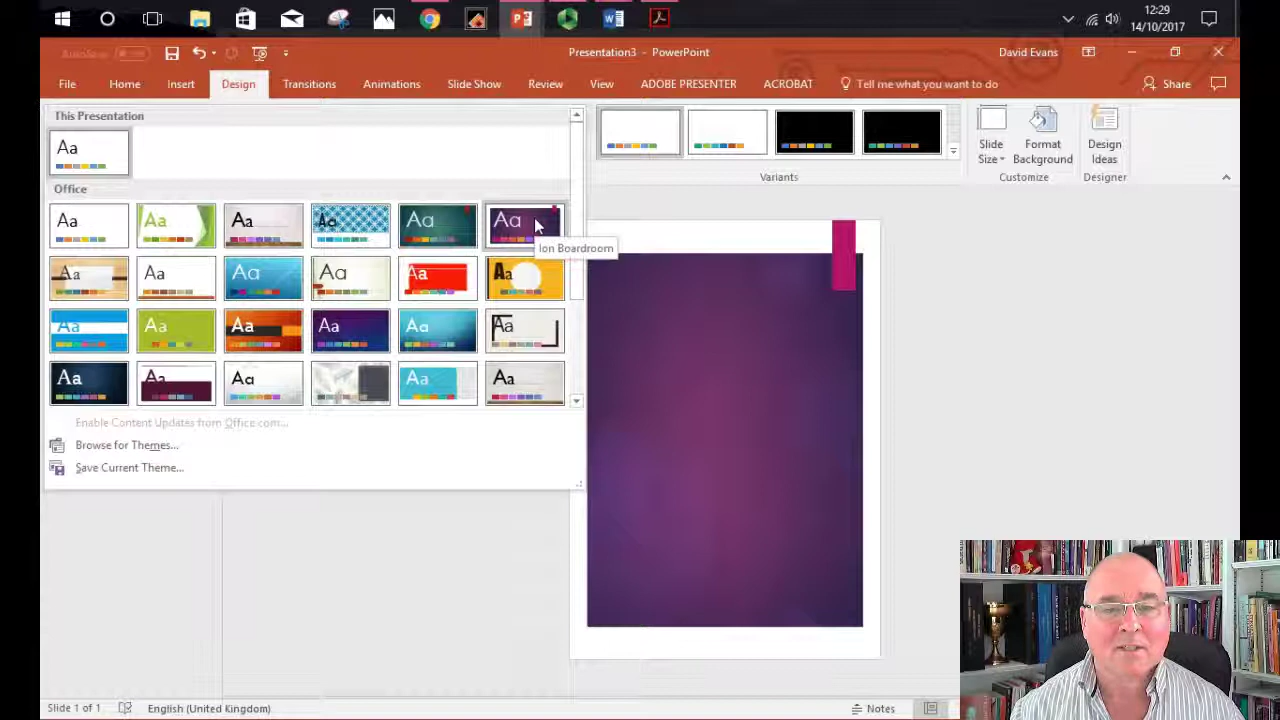 12:29
14/10/2017
AutoSave
Presentation3 - PowerPoint
David Evans
File Home Insert Design Transitions Animations Slide Show Review View ADOBE PRESENTER ACROBAT Tell me what you want to do Share
This Presentation
Aa
Office
Aa Aa Aa Aa Aa Aa
Ion Boardroom
Aa Aa Aa Aa Aa Aa
Aa Aa Aa Aa Aa Aa
Aa Aa Aa Aa Aa
Enable Content Updates from Office.com...
Browse for Themes...
Save Current Theme...
Variants
Slide Size
Format Background
Customize
Design Ideas
Designer
Slide 1 of 1 English (United Kingdom) Notes